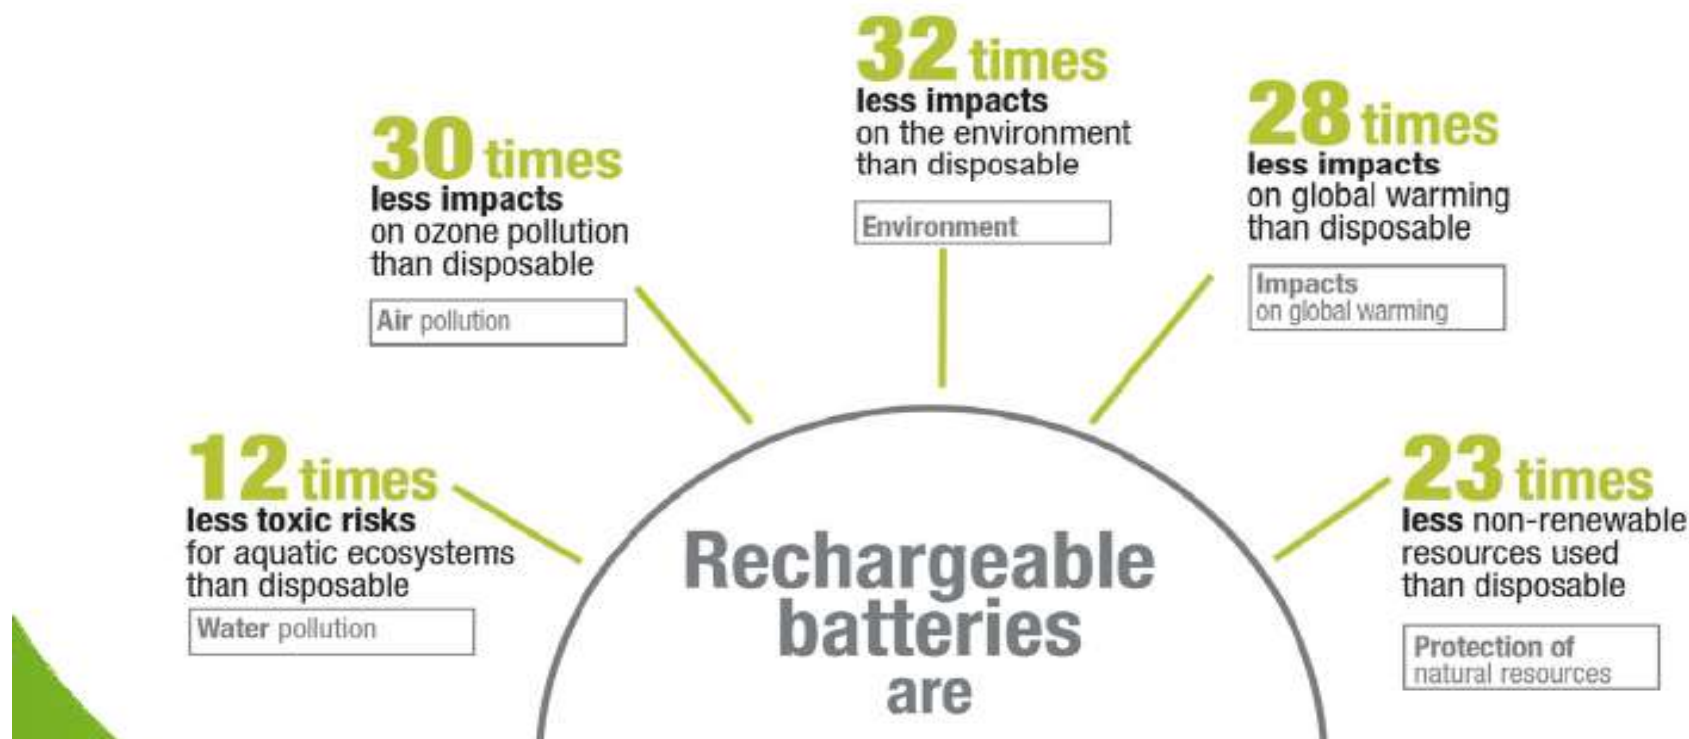 32 times
less impacts
on the environment
than disposable
Environment
30 times
less impacts
on ozone pollution
than disposable
Air pollution
28 times
less impacts
on global warming
than disposable
Impacts
on global warming
12 times
less toxic risks
for aquatic ecosystems
than disposable
Water pollution
23 times
less non-renewable
resources used
than disposable
Protection of
natural resources
Rechargeable
batteries
are